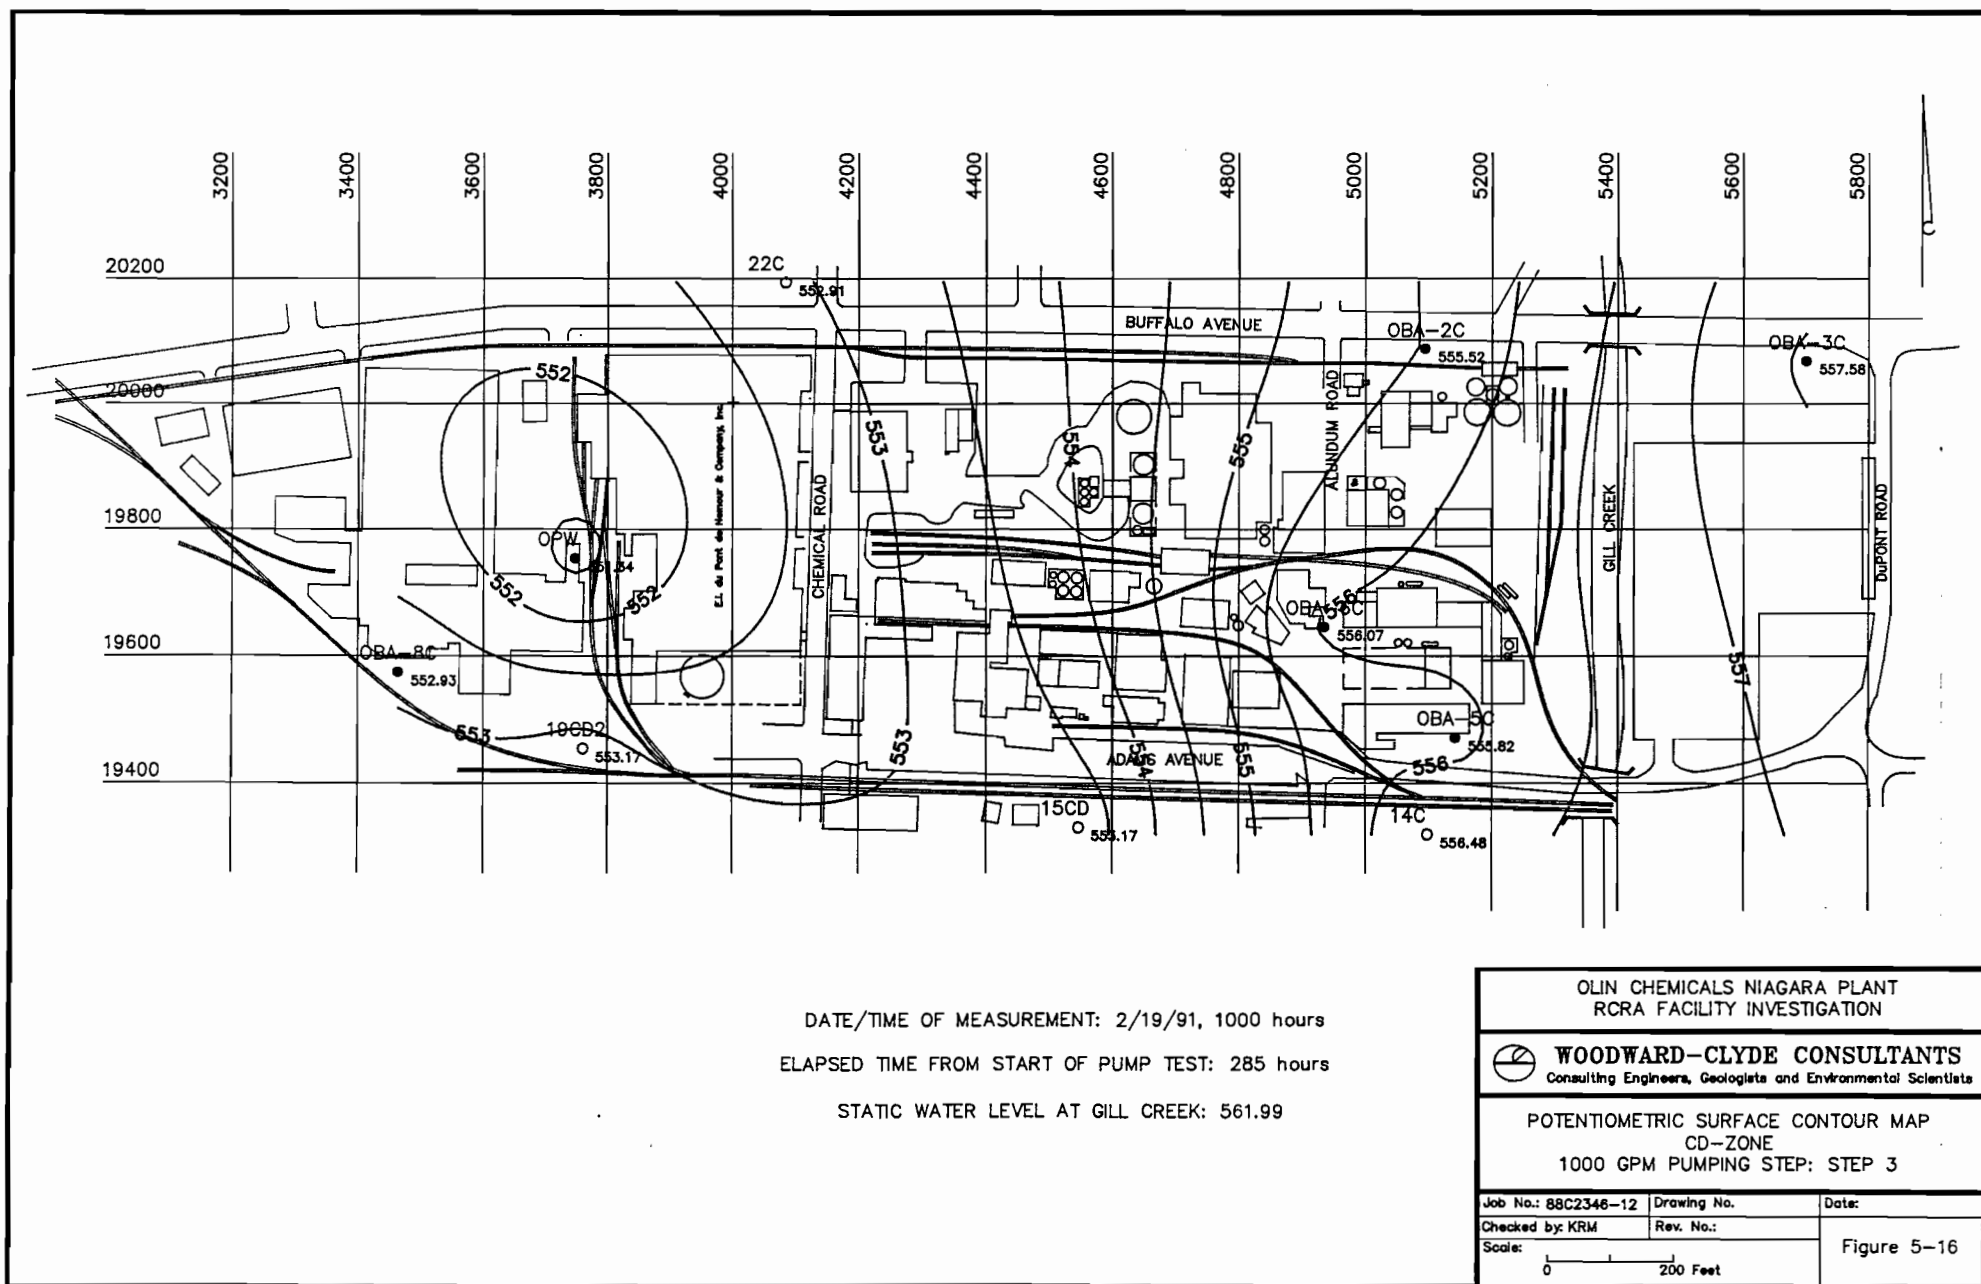 3200
3400
3600
3800
4000
4200
4400
4600
4800
5000
5200
5400
5600
5800
20200
22C
552.91
BUFFALO AVENUE
OBA-2C
555.52
OBA-3C
557.58
552
20000
E.I. du Pont de Nemour & Company, Inc.
553
554
555
ALUNDUM ROAD
CHEMICAL ROAD
GILL CREEK
DuPONT ROAD
19800
OPW
552
552
556
556.07
19600
OBA-8C
552.93
557
553
19CD2
553.17
553
OBA-5C
555.82
ADAMS AVENUE
554
555
556
19400
15CD
14C
556.48
C
DATE/TIME OF MEASUREMENT: 2/19/91, 1000 hours
ELAPSED TIME FROM START OF PUMP TEST: 285 hours
STATIC WATER LEVEL AT GILL CREEK: 561.99
OLIN CHEMICALS NIAGARA PLANT
RCRA FACILITY INVESTIGATION
WOODWARD-CLYDE CONSULTANTS
Consulting Engineers, Geologists and Environmental Scientists
POTENTIOMETRIC SURFACE CONTOUR MAP
CD-ZONE
1000 GPM PUMPING STEP: STEP 3
Job No.: 88C2346-12
Drawing No.
Date:
Checked by: KRM
Rev. No.:
Scale:
0
200 Feet
Figure 5-16